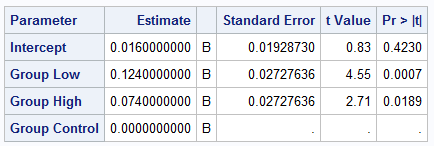 Parameter Estimate Standard Error t Value Pr > |t|
Intercept 0.0160000000 B 0.01928730 0.83 0.4230
Group Low 0.1240000000 B 0.02727636 4.55 0.0007
Group High 0.0740000000 B 0.02727636 2.71 0.0189
Group Control 0.0000000000 B . . .